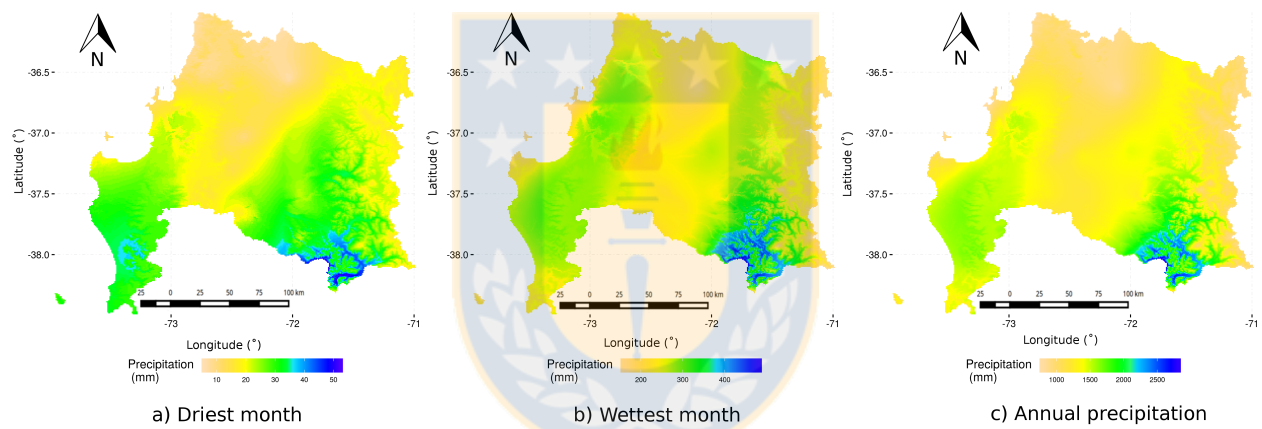 N
-36.5
-37.0
-37.5
-38.0
Latitude (˚)
25 0 25 50 75 100 km
-73 -72 -71
Longitude (˚)
Precipitation
(mm)
10 20 30 40 50
a) Driest month
N
-36.5
-37.0
-37.5
-38.0
Latitude (˚)
25 0 25 50 75 100 km
-73 -72 -71
Longitude (˚)
Precipitation
(mm)
200 300 400
b) Wettest month
N
-36.5
-37.0
-37.5
-38.0
Latitude (˚)
25 0 25 50 75 100 km
-73 -72 -71
Longitude (˚)
Precipitation
(mm)
1000 1500 2000 2500
c) Annual precipitation